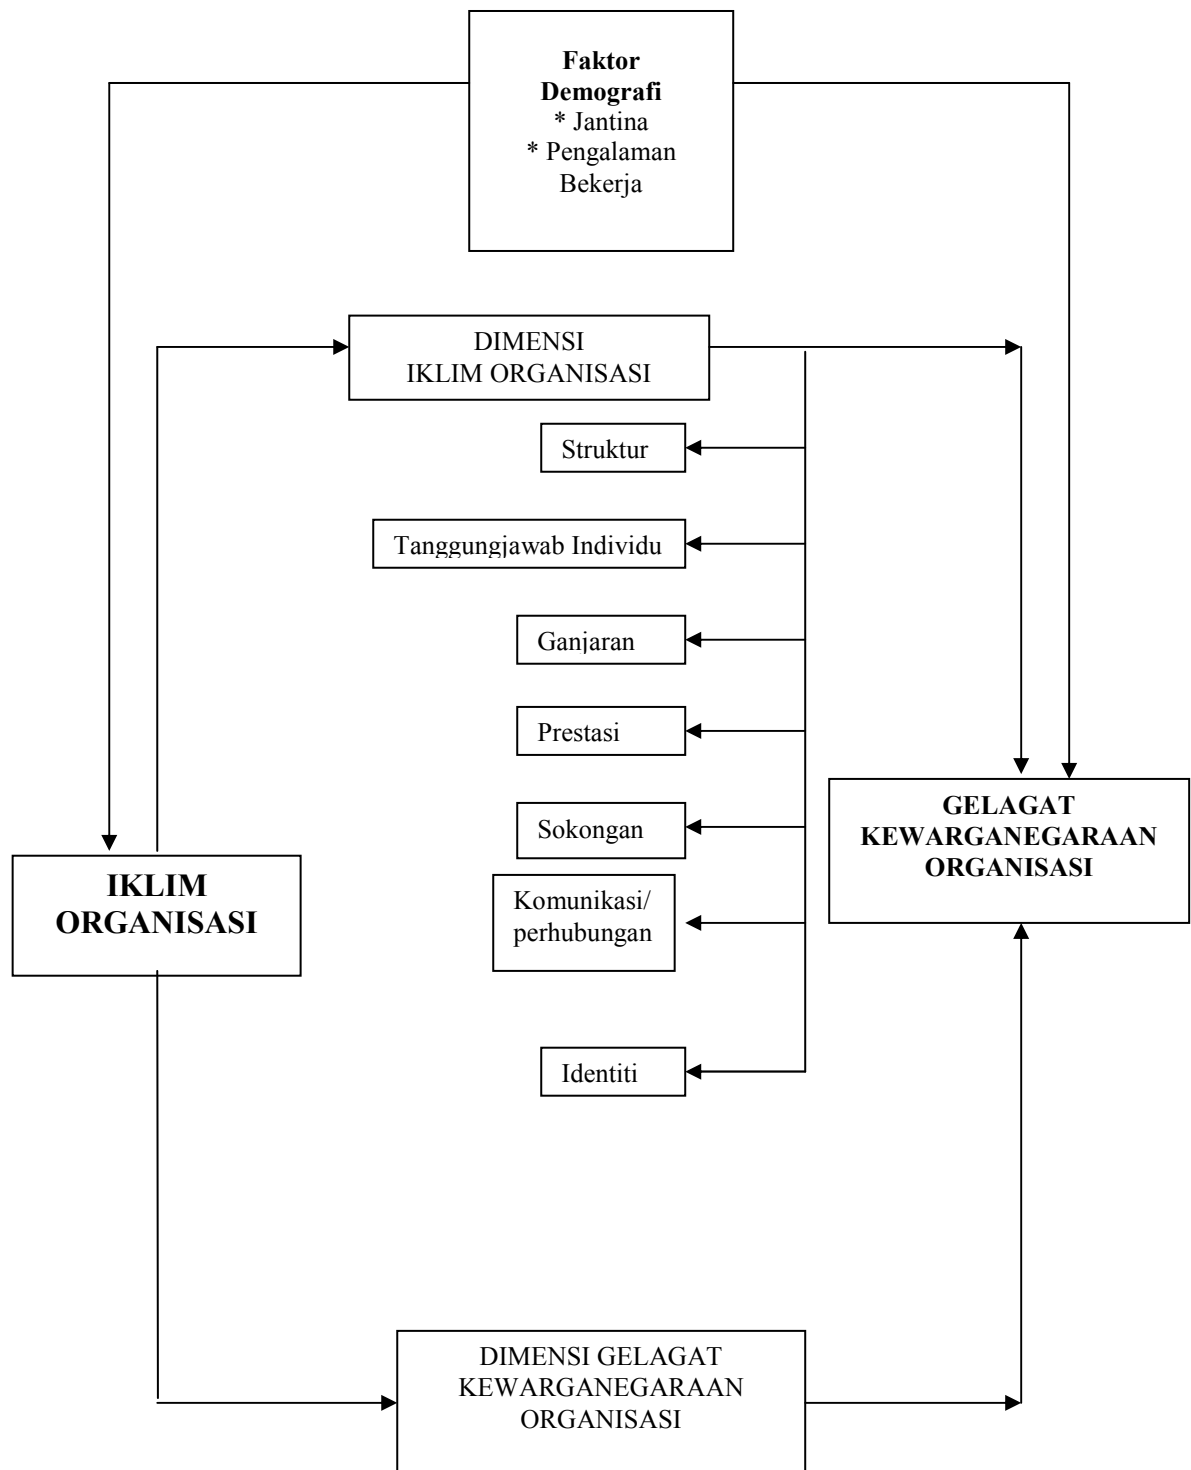 Faktor
Demografi
* Jantina
* Pengalaman
Bekerja
DIMENSI
IKLIM ORGANISASI
Struktur
Tanggungjawab Individu
Ganjaran
Prestasi
Sokongan
Komunikasi/
perhubungan
Identiti
IKLIM
ORGANISASI
GELAGAT
KEWARGANEGARAAN
ORGANISASI
DIMENSI GELAGAT
KEWARGANEGARAAN
ORGANISASI